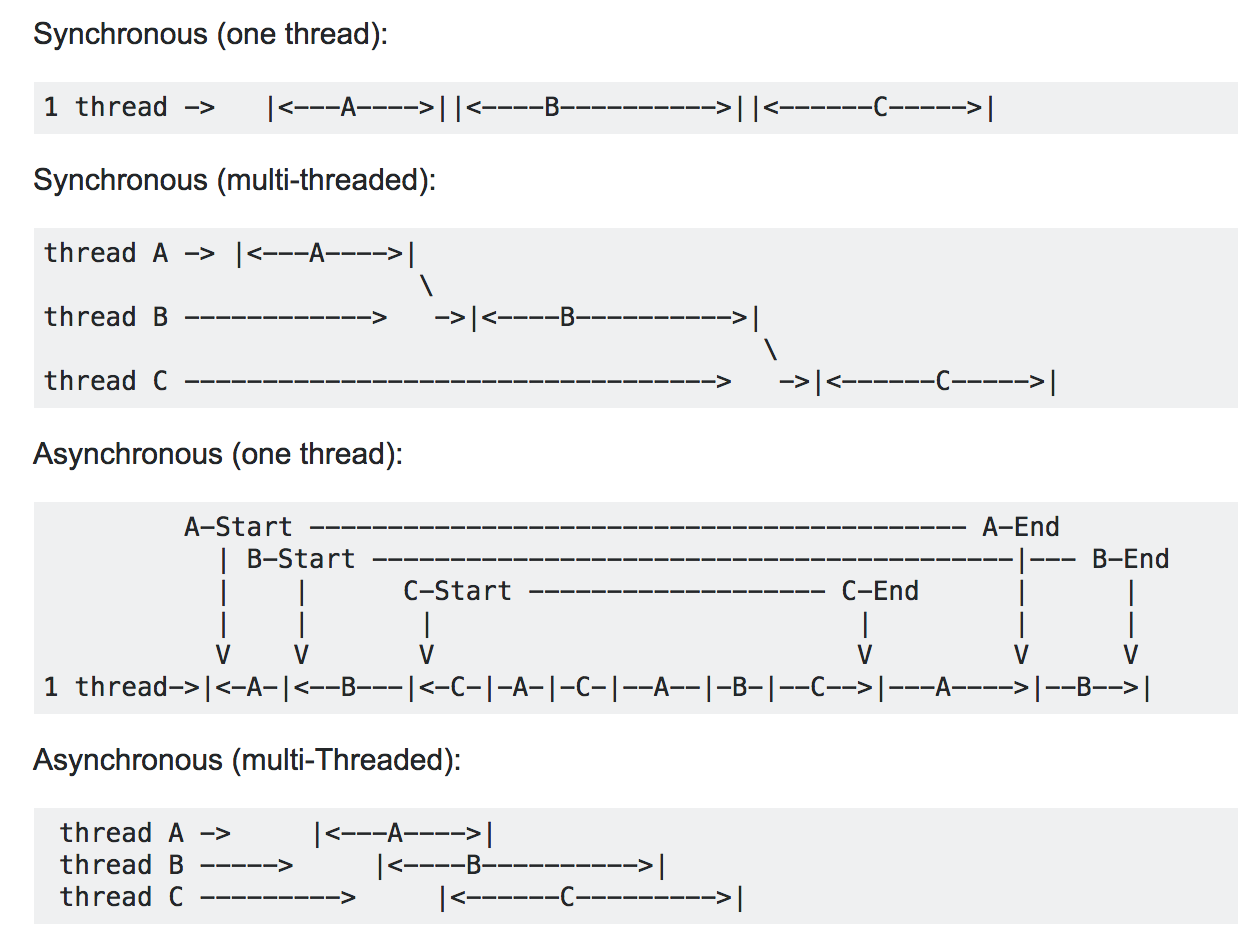 Synchronous (one thread):
1 thread ->   |<---A---->||<----B---------->||<------C----->|
Synchronous (multi-threaded):
thread A -> |<---A---->|
                        \
thread B ------------>   ->|<----B---------->|
                                              \
thread C ---------------------------------->   ->|<------C----->|
Asynchronous (one thread):
         A-Start ------------------------------------------ A-End
           | B-Start -----------------------------------------|--- B-End
           |    |      C-Start ------------------- C-End      |      |
           |    |       |                           |         |      |
           V    V       V                           V         V      V
1 thread->|<-A-|<--B---|<-C-|-A-|-C-|--A--|-B-|--C-->|---A---->|--B-->|
Asynchronous (multi-Threaded):
 thread A ->     |<---A---->|
 thread B ----->     |<----B---------->|
 thread C --------->     |<------C--------->|